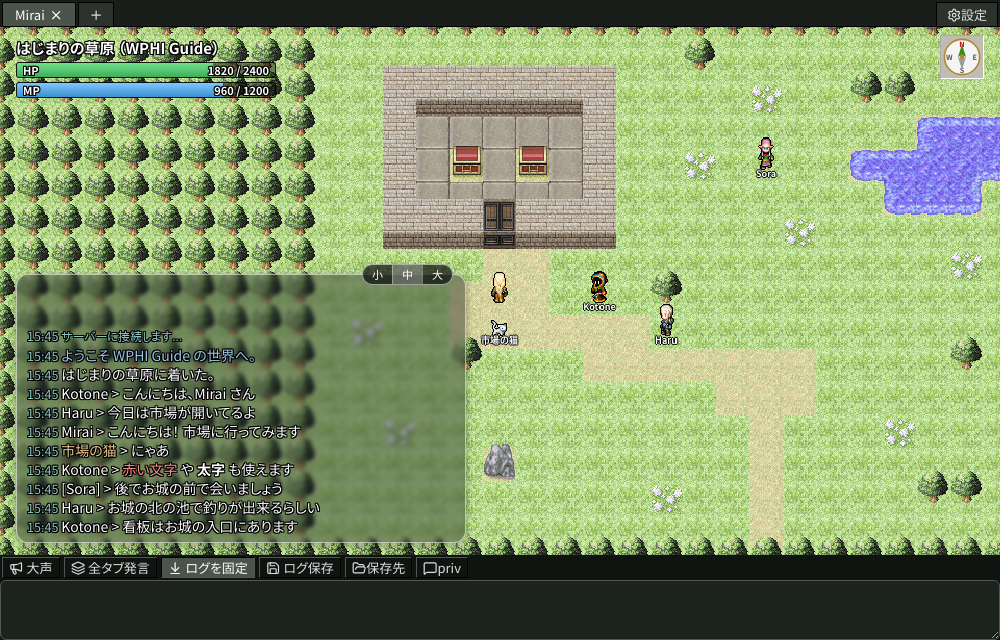 Mirai ×
+
設定
はじまりの草原 (WPHI Guide)
HP 1820 / 2400
MP 960 / 1200
N
W E
S
Sora
Kotone
市場の猫
Haru
小 中 大
15:45 サーバーに接続します...
15:45 ようこそ WPHI Guide の世界へ。
15:45 はじまりの草原に着いた。
15:45 Kotone > こんにちは、Mirai さん
15:45 Haru > 今日は市場が開いてるよ
15:45 Mirai > こんにちは! 市場に行ってみます
15:45 市場の猫 > にゃあ
15:45 Kotone > 赤い文字 や 太字 も使えます
15:45 [Sora] > 後でお城の前で会いましょう
15:45 Haru > お城の北の池で釣りが出来るらしい
15:45 Kotone > 看板はお城の入口にあります
大声 全タブ発言 ログを固定 ログ保存 保存先 priv